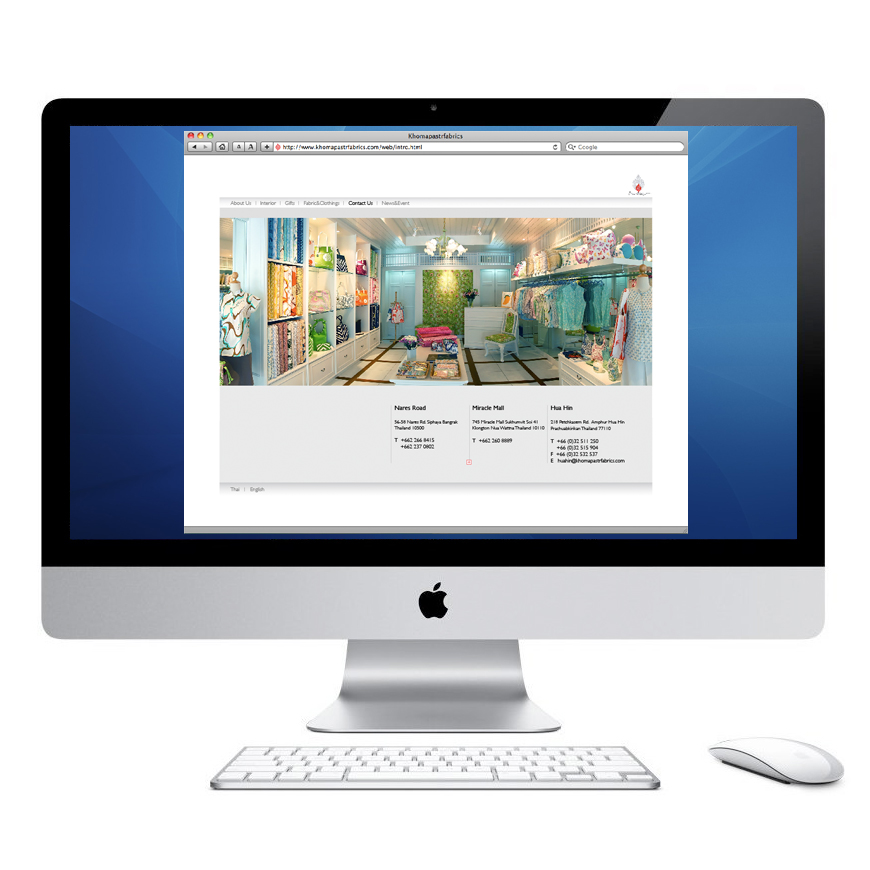 Khomapastrfabrics
A A + http://www.khomapastrfabrics.com/web/intro.html Google
About Us | Interior | Gifts | Fabric&Clothings | Contact Us | News&Event
Nares Road
56-58 Nares Rd. Siphaya Bangrak
Thailand 10500
T +662 266 8415
+662 237 0802
Miracle Mall
745 Miracle Mall Sukhumvit Soi 41
Klongton Nua Wattna Thailand 10110
T +662 260 8889
Hua Hin
218 Petchkasem Rd. Amphur Hua Hin
Prachuabkirikan Thailand 77110
T +66 (0)32 511 250
+66 (0)32 515 904
F +66 (0)32 532 537
E huahin@khomapastrfabrics.com
Thai | English